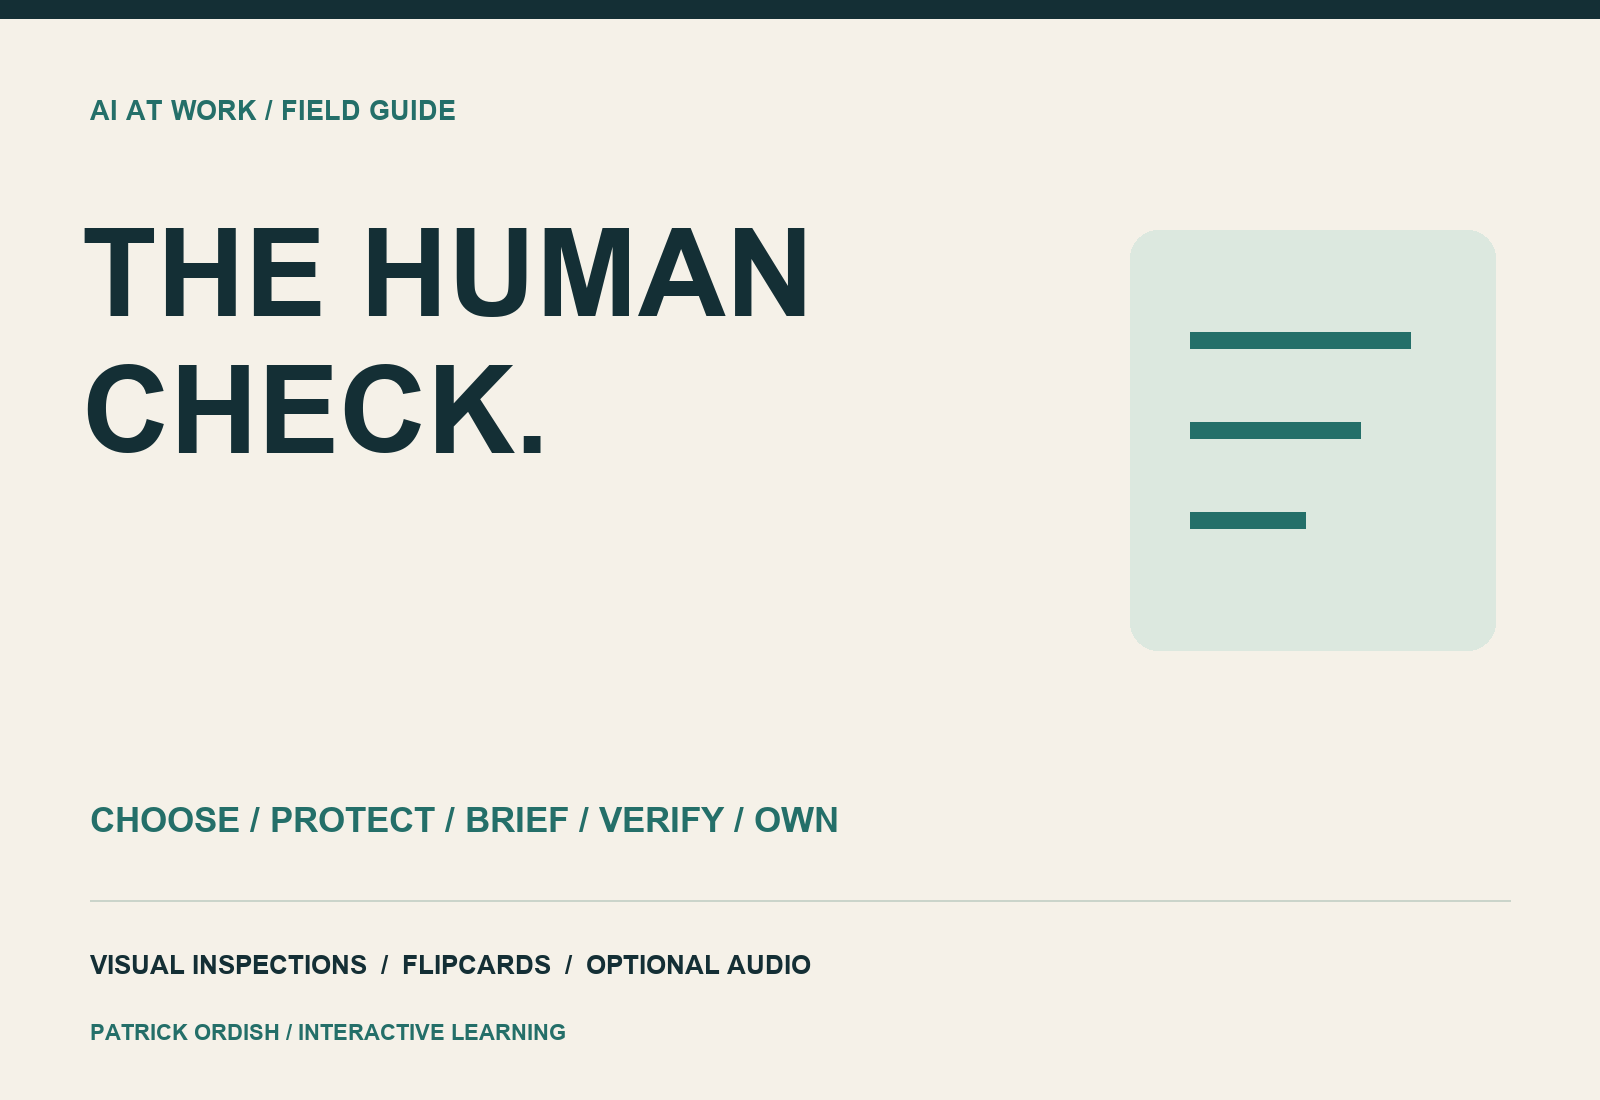 AI AT WORK / FIELD GUIDE
THE HUMAN
CHECK.
CHOOSE / PROTECT / BRIEF / VERIFY / OWN
VISUAL INSPECTIONS / FLIPCARDS / OPTIONAL AUDIO
PATRICK ORDISH / INTERACTIVE LEARNING